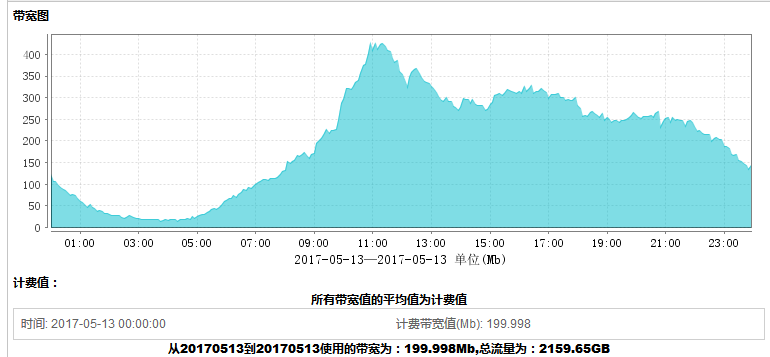 带宽图
400
350
300
250
200
150
100
50
0
01:00 03:00 05:00 07:00 09:00 11:00 13:00 15:00 17:00 19:00 21:00 23:00
2017-05-13—2017-05-13 单位(Mb)
计费值：
所有带宽值的平均值为计费值
时间: 2017-05-13 00:00:00 计费带宽值(Mb): 199.998
从20170513到20170513使用的带宽为：199.998Mb,总流量为：2159.65GB